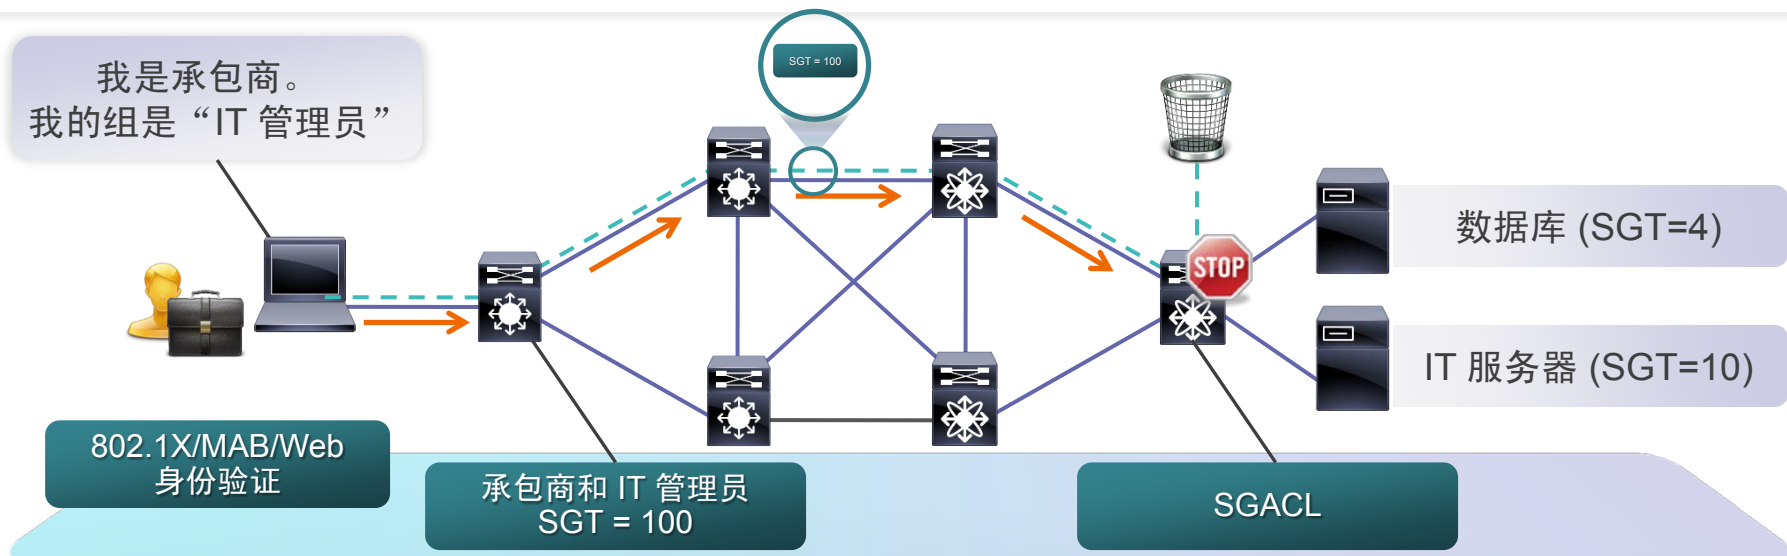 我是承包商。
我的组是“IT 管理员”
SGT = 100
STOP
数据库 (SGT=4)
IT 服务器 (SGT=10)
802.1X/MAB/Web
身份验证
承包商和 IT 管理员
SGT = 100
SGACL